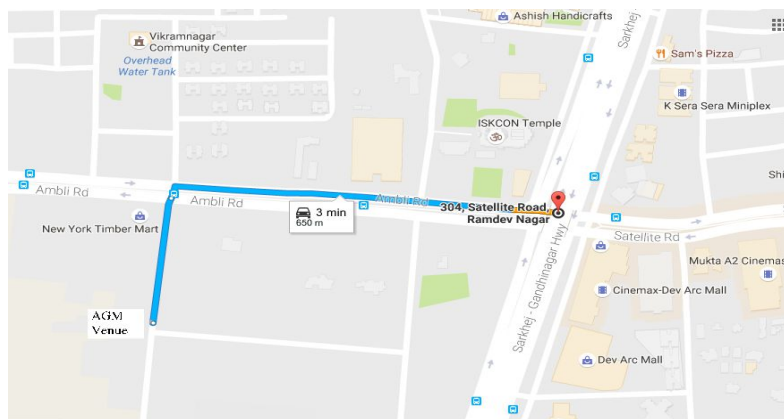 Ashish Handicrafts
Sarkhej
Vikramnagar
Community Center
Overhead
Water Tank
Sam's Pizza
K Sera Sera Miniplex
ISKCON Temple
Shi
Ambli Rd
Ambli Rd
Ambli Rd
304, Satellite Road,
Ramdev Nagar
3 min
650 m
New York Timber Mart
Satellite Rd
Sarkhej - Gandhinagar Hwy
Mukta A2 Cinemas
Cinemax-Dev Arc Mall
AGM
Venue
Dev Arc Mall